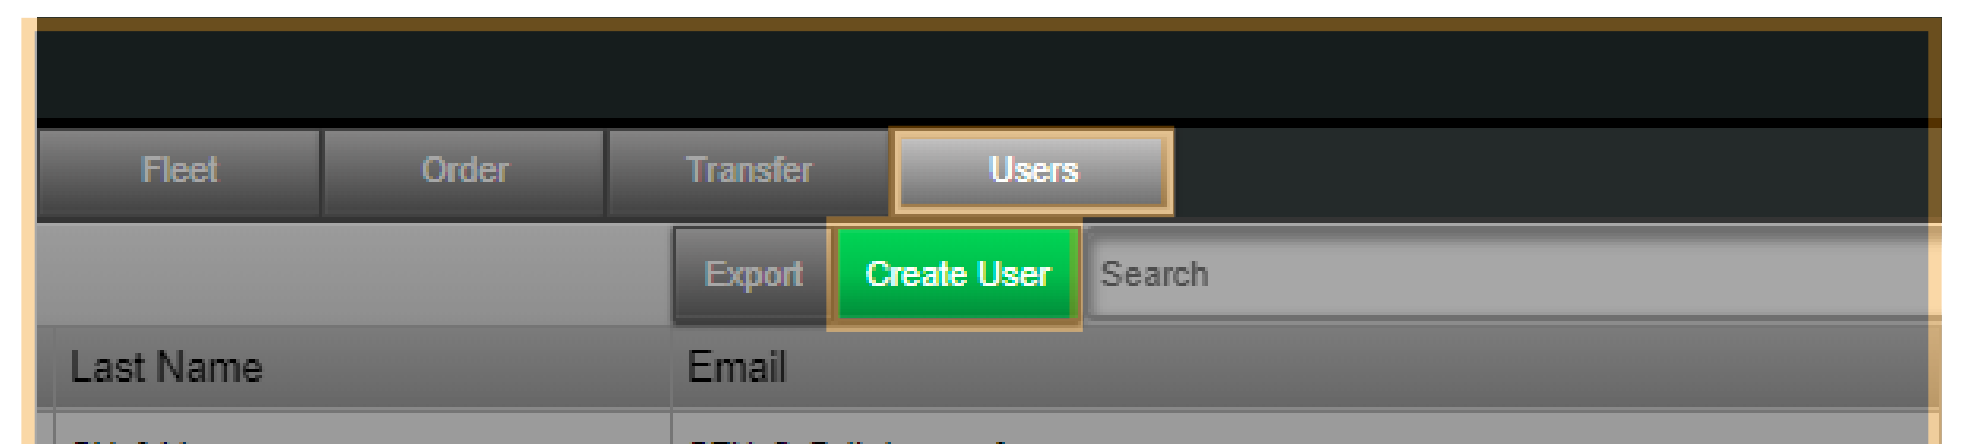 Fleet Order Transfer Users
Export Create User Search
Last Name Email